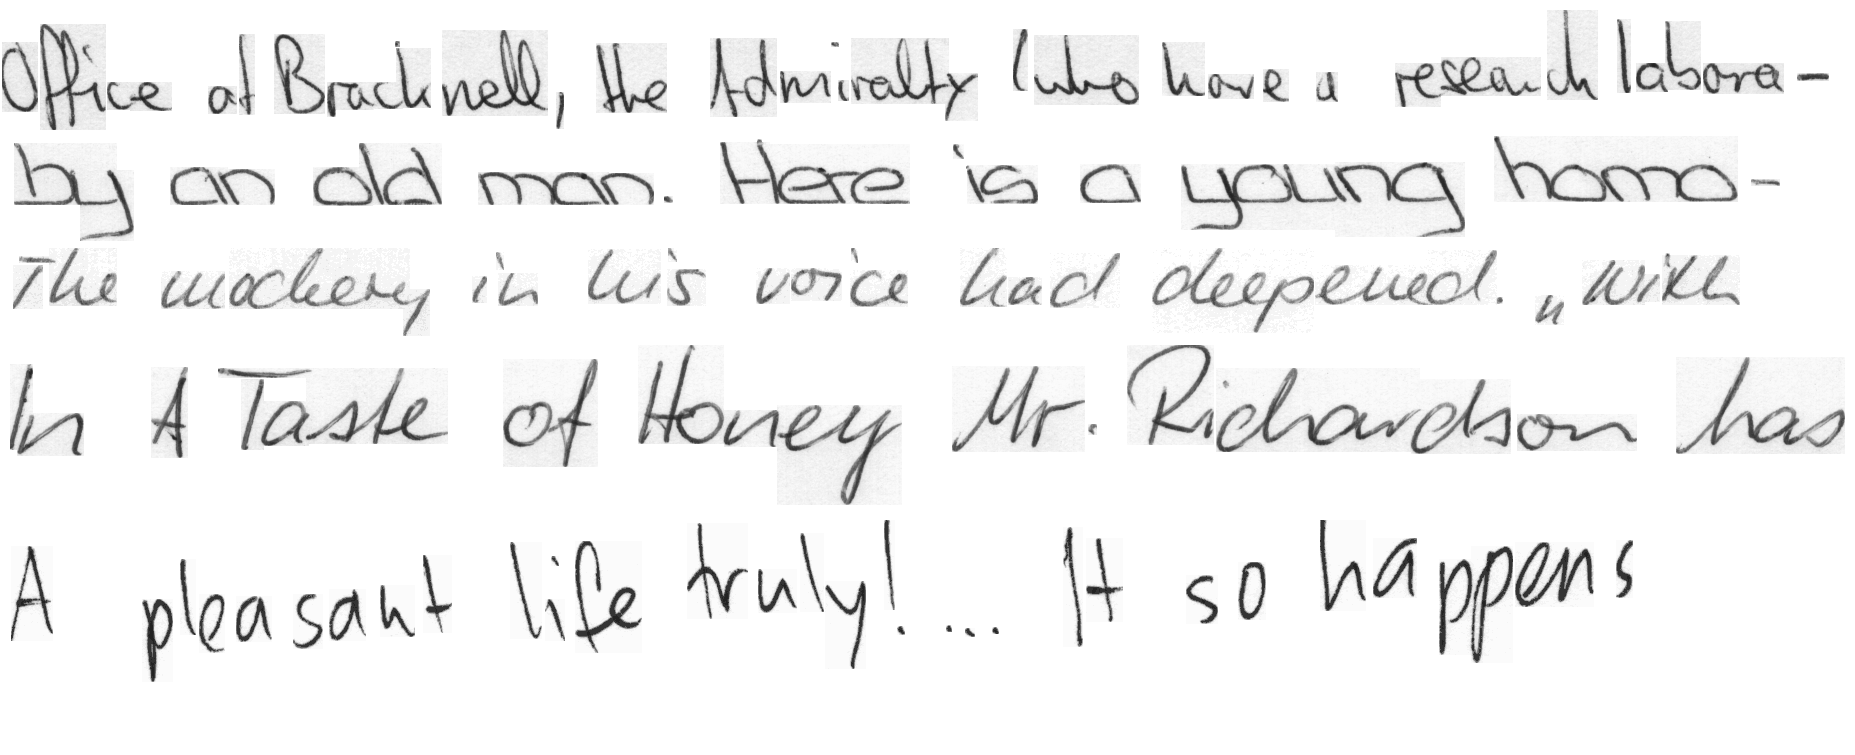 Office at Bracknell, the Admiralty (who have a research labora-
by an old man. Here is a young homo-
The mockery in his voice had deepened. „With
In A Taste of Honey Mr. Richardson has
A pleasant life truly!.... It so happens